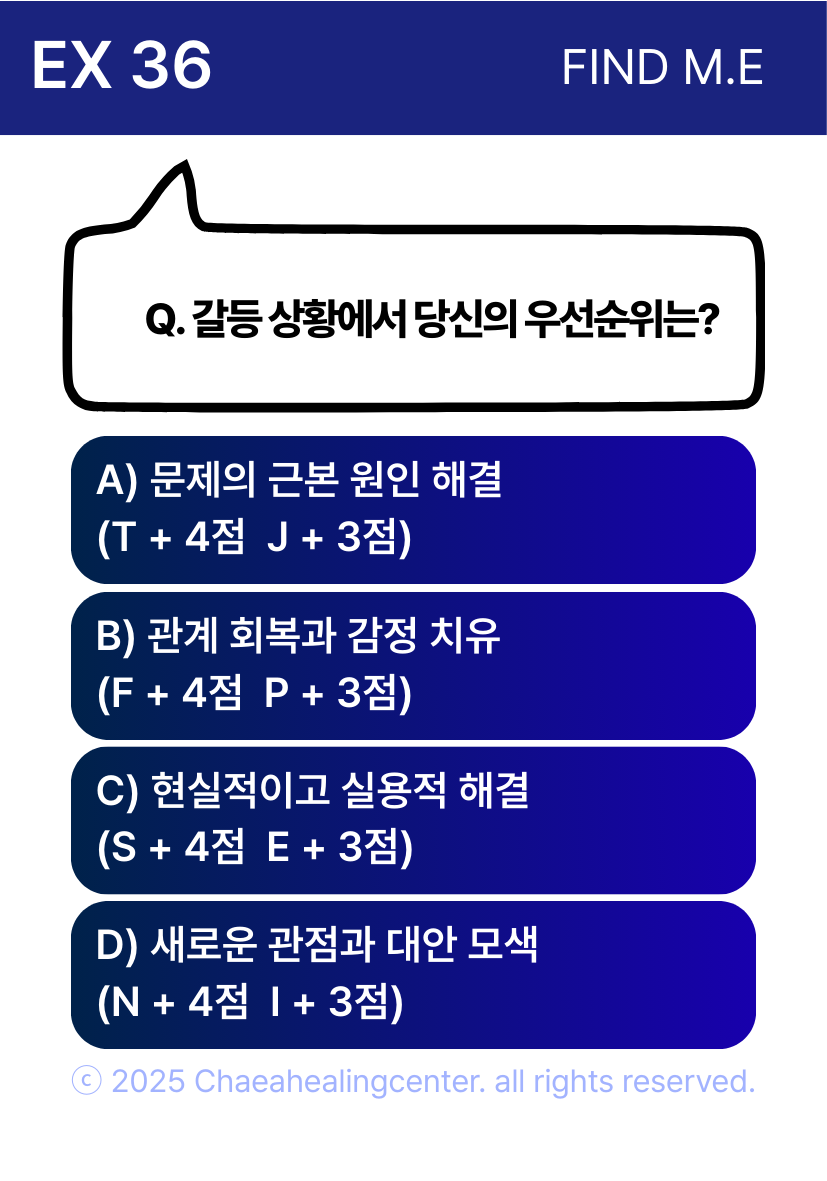 EX 36
FIND M.E
Q. 갈등 상황에서 당신의 우선순위는?
A) 문제의 근본 원인 해결
(T + 4점 J + 3점)
B) 관계 회복과 감정 치유
(F + 4점 P + 3점)
C) 현실적이고 실용적 해결
(S + 4점 E + 3점)
D) 새로운 관점과 대안 모색
(N + 4점 I + 3점)
ⓒ 2025 Chaeahealingcenter. all rights reserved.